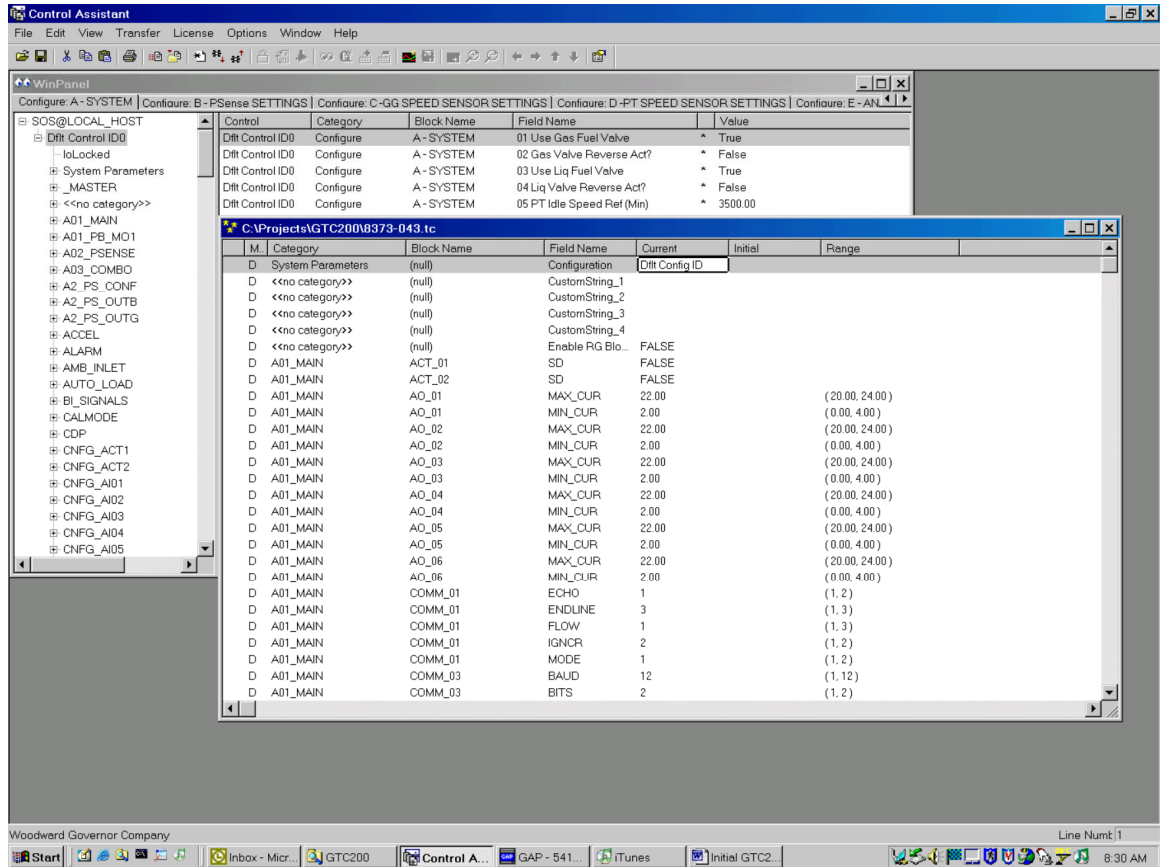 Control Assistant
File Edit View Transfer License Options Window Help
WinPanel
Configure: A - SYSTEM Configure: B - PSense SETTINGS Configure: C -GG SPEED SENSOR SETTINGS Configure: D -PT SPEED SENSOR SETTINGS Configure: E - AN
SOS@LOCAL_HOST
Dflt Control ID0
IoLocked
System Parameters
_MASTER
<<no category>>
A01_MAIN
A01_PB_MO1
A02_PSENSE
A03_COMBO
A2_PS_CONF
A2_PS_OUTB
A2_PS_OUTG
ACCEL
ALARM
AMB_INLET
AUTO_LOAD
BI_SIGNALS
CALMODE
CDP
CNFG_ACT1
CNFG_ACT2
CNFG_AI01
CNFG_AI02
CNFG_AI03
CNFG_AI04
CNFG_AI05
Control Category Block Name Field Name Value
Dflt Control ID0 Configure A - SYSTEM 01 Use Gas Fuel Valve * True
Dflt Control ID0 Configure A - SYSTEM 02 Gas Valve Reverse Act? * False
Dflt Control ID0 Configure A - SYSTEM 03 Use Liq Fuel Valve * True
Dflt Control ID0 Configure A - SYSTEM 04 Liq Valve Reverse Act? * False
Dflt Control ID0 Configure A - SYSTEM 05 PT Idle Speed Ref (Min) * 3500.00
C:\Projects\GTC200\8373-043.tc
M.. Category Block Name Field Name Current Initial Range
D System Parameters (null) Configuration Dflt Config ID
D <<no category>> (null) CustomString_1
D <<no category>> (null) CustomString_2
D <<no category>> (null) CustomString_3
D <<no category>> (null) CustomString_4
D <<no category>> (null) Enable RG Blo... FALSE
D A01_MAIN ACT_01 SD FALSE
D A01_MAIN ACT_02 SD FALSE
D A01_MAIN AO_01 MAX_CUR 22.00 ( 20.00, 24.00 )
D A01_MAIN AO_01 MIN_CUR 2.00 ( 0.00, 4.00 )
D A01_MAIN AO_02 MAX_CUR 22.00 ( 20.00, 24.00 )
D A01_MAIN AO_02 MIN_CUR 2.00 ( 0.00, 4.00 )
D A01_MAIN AO_03 MAX_CUR 22.00 ( 20.00, 24.00 )
D A01_MAIN AO_03 MIN_CUR 2.00 ( 0.00, 4.00 )
D A01_MAIN AO_04 MAX_CUR 22.00 ( 20.00, 24.00 )
D A01_MAIN AO_04 MIN_CUR 2.00 ( 0.00, 4.00 )
D A01_MAIN AO_05 MAX_CUR 22.00 ( 20.00, 24.00 )
D A01_MAIN AO_05 MIN_CUR 2.00 ( 0.00, 4.00 )
D A01_MAIN AO_06 MAX_CUR 22.00 ( 20.00, 24.00 )
D A01_MAIN AO_06 MIN_CUR 2.00 ( 0.00, 4.00 )
D A01_MAIN COMM_01 ECHO 1 ( 1, 2 )
D A01_MAIN COMM_01 ENDLINE 3 ( 1, 3 )
D A01_MAIN COMM_01 FLOW 1 ( 1, 3 )
D A01_MAIN COMM_01 IGNCR 2 ( 1, 2 )
D A01_MAIN COMM_01 MODE 1 ( 1, 2 )
D A01_MAIN COMM_03 BAUD 12 ( 1, 12 )
D A01_MAIN COMM_03 BITS 2 ( 1, 2 )
Woodward Governor Company Line Numb 1
Start Inbox - Micr... GTC200 Control A... GAP - 541... iTunes Initial GTC2... 8:30 AM